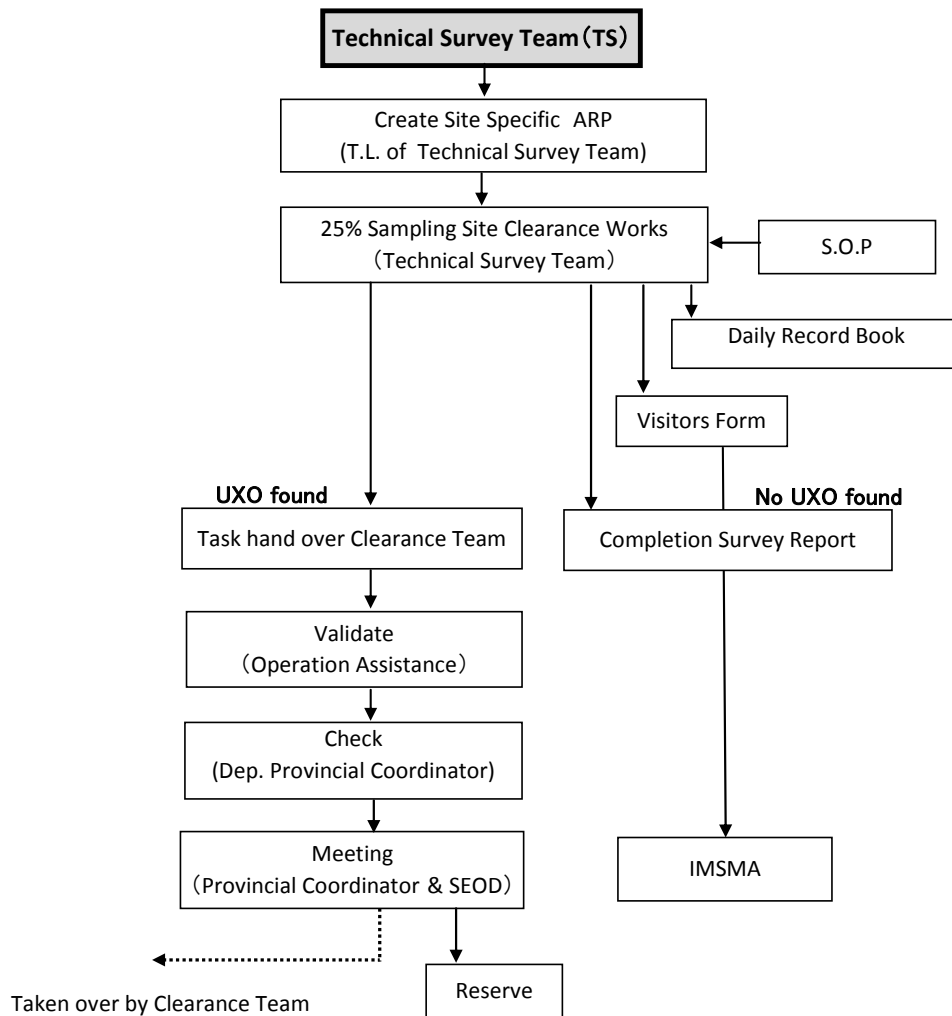 Technical Survey Team（TS）
Create Site Specific ARP
(T.L. of Technical Survey Team)
25% Sampling Site Clearance Works
（Technical Survey Team）
S.O.P
Daily Record Book
Visitors Form
UXO found
No UXO found
Task hand over Clearance Team
Completion Survey Report
Validate
（Operation Assistance）
Check
(Dep. Provincial Coordinator)
Meeting
（Provincial Coordinator & SEOD）
IMSMA
Reserve
Taken over by Clearance Team